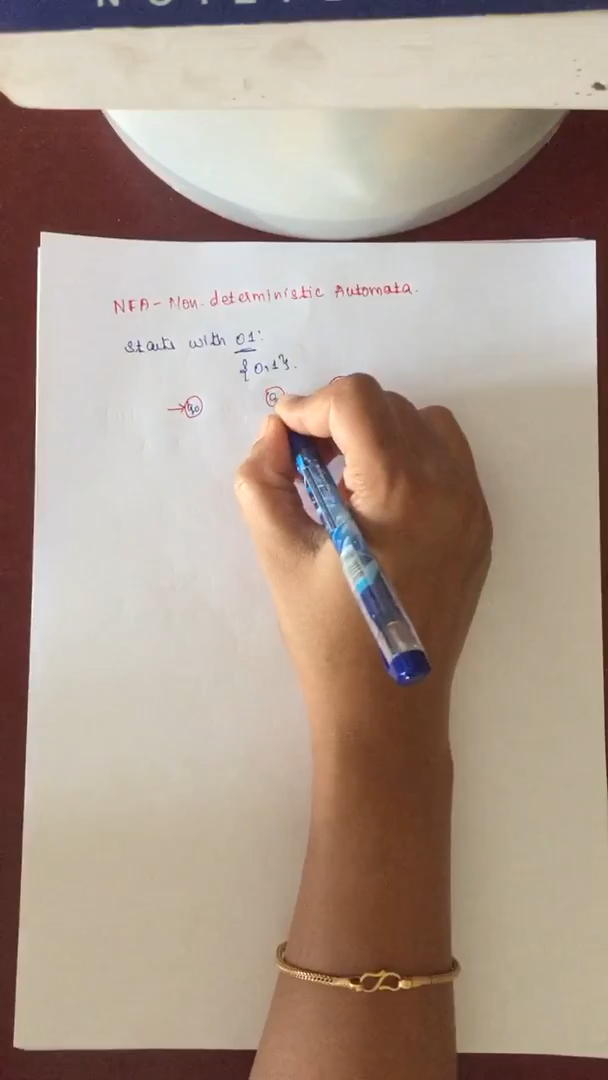 NFA - Non-deterministic Automata.
Starts with 01:
{0,1}.
q0